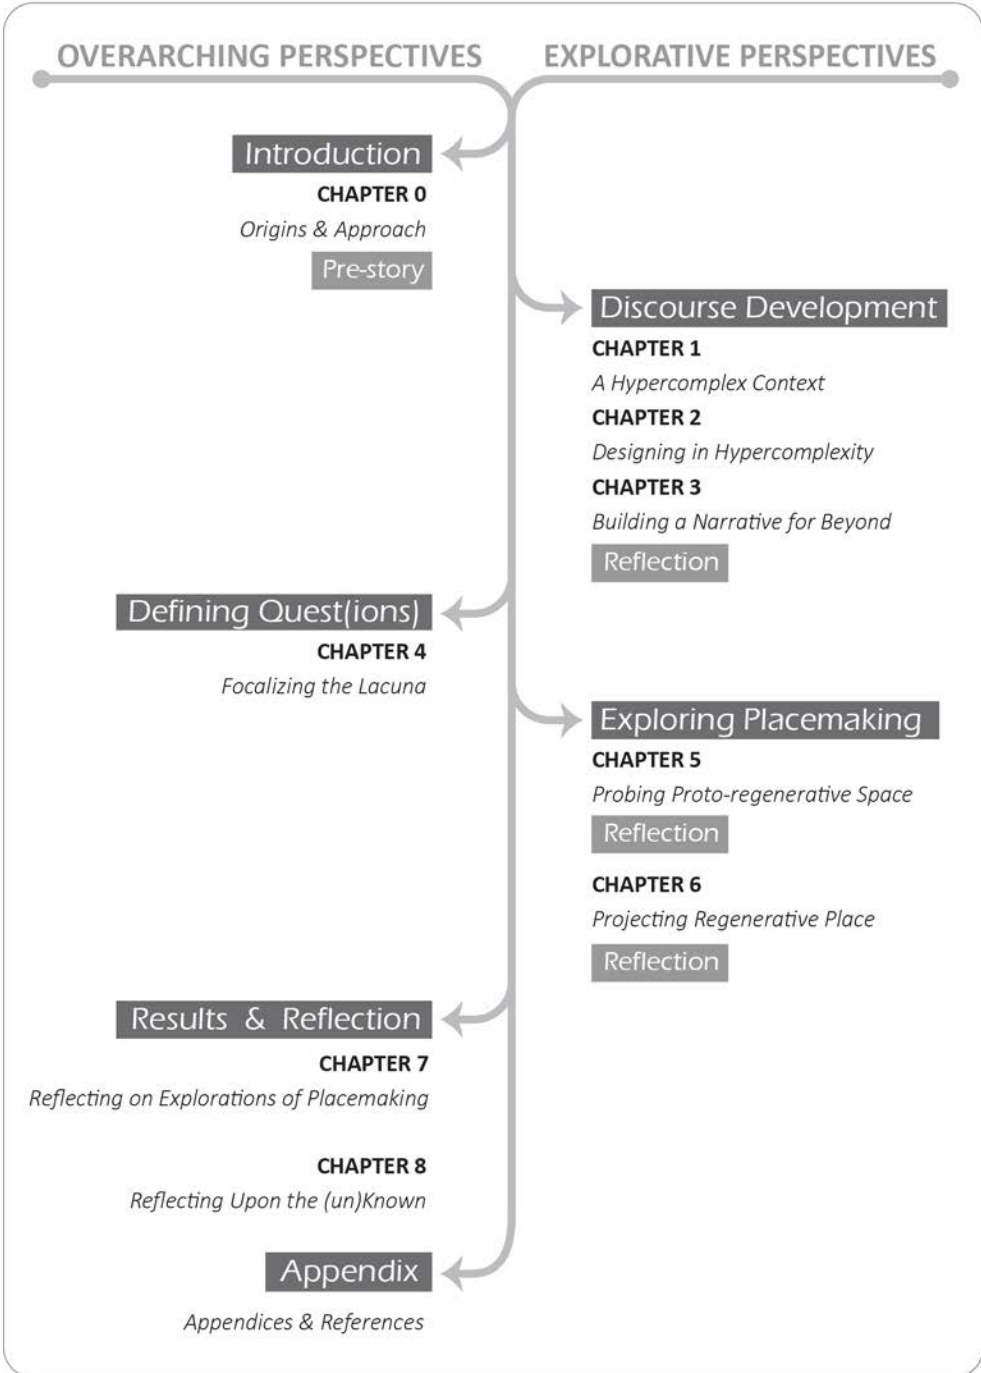 OVERARCHING PERSPECTIVES
EXPLORATIVE PERSPECTIVES
Introduction
CHAPTER 0
Origins & Approach
Pre-story
Discourse Development
CHAPTER 1
A Hypercomplex Context
CHAPTER 2
Designing in Hypercomplexity
CHAPTER 3
Building a Narrative for Beyond
Reflection
Defining Quest(ions)
CHAPTER 4
Focalizing the Lacuna
Exploring Placemaking
CHAPTER 5
Probing Proto-regenerative Space
Reflection
CHAPTER 6
Projecting Regenerative Place
Reflection
Results & Reflection
CHAPTER 7
Reflecting on Explorations of Placemaking
CHAPTER 8
Reflecting Upon the (un)Known
Appendix
Appendices & References